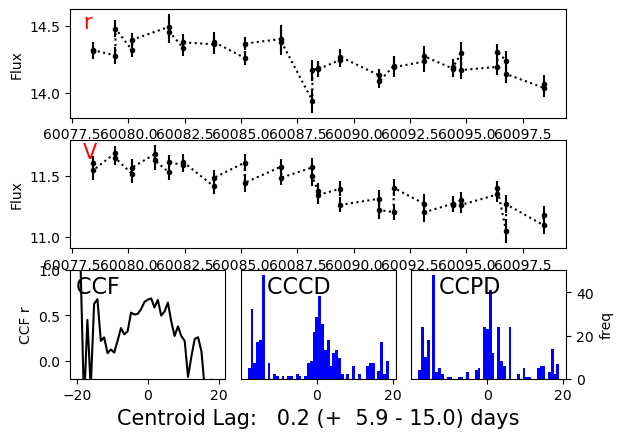 14.5
r
Flux
14.0
60077.5 60080.0 60082.5 60085.0 60087.5 60090.0 60092.5 60095.0 60097.5
V
11.5
Flux
11.0
60077.5 60080.0 60082.5 60085.0 60087.5 60090.0 60092.5 60095.0 60097.5
1.0
CCF CCCD CCPD
40
0.5
CCF r
20
freq
0.0
0
−20 0 20 0 0 20
Centroid Lag: 0.2 (+ 5.9 - 15.0) days